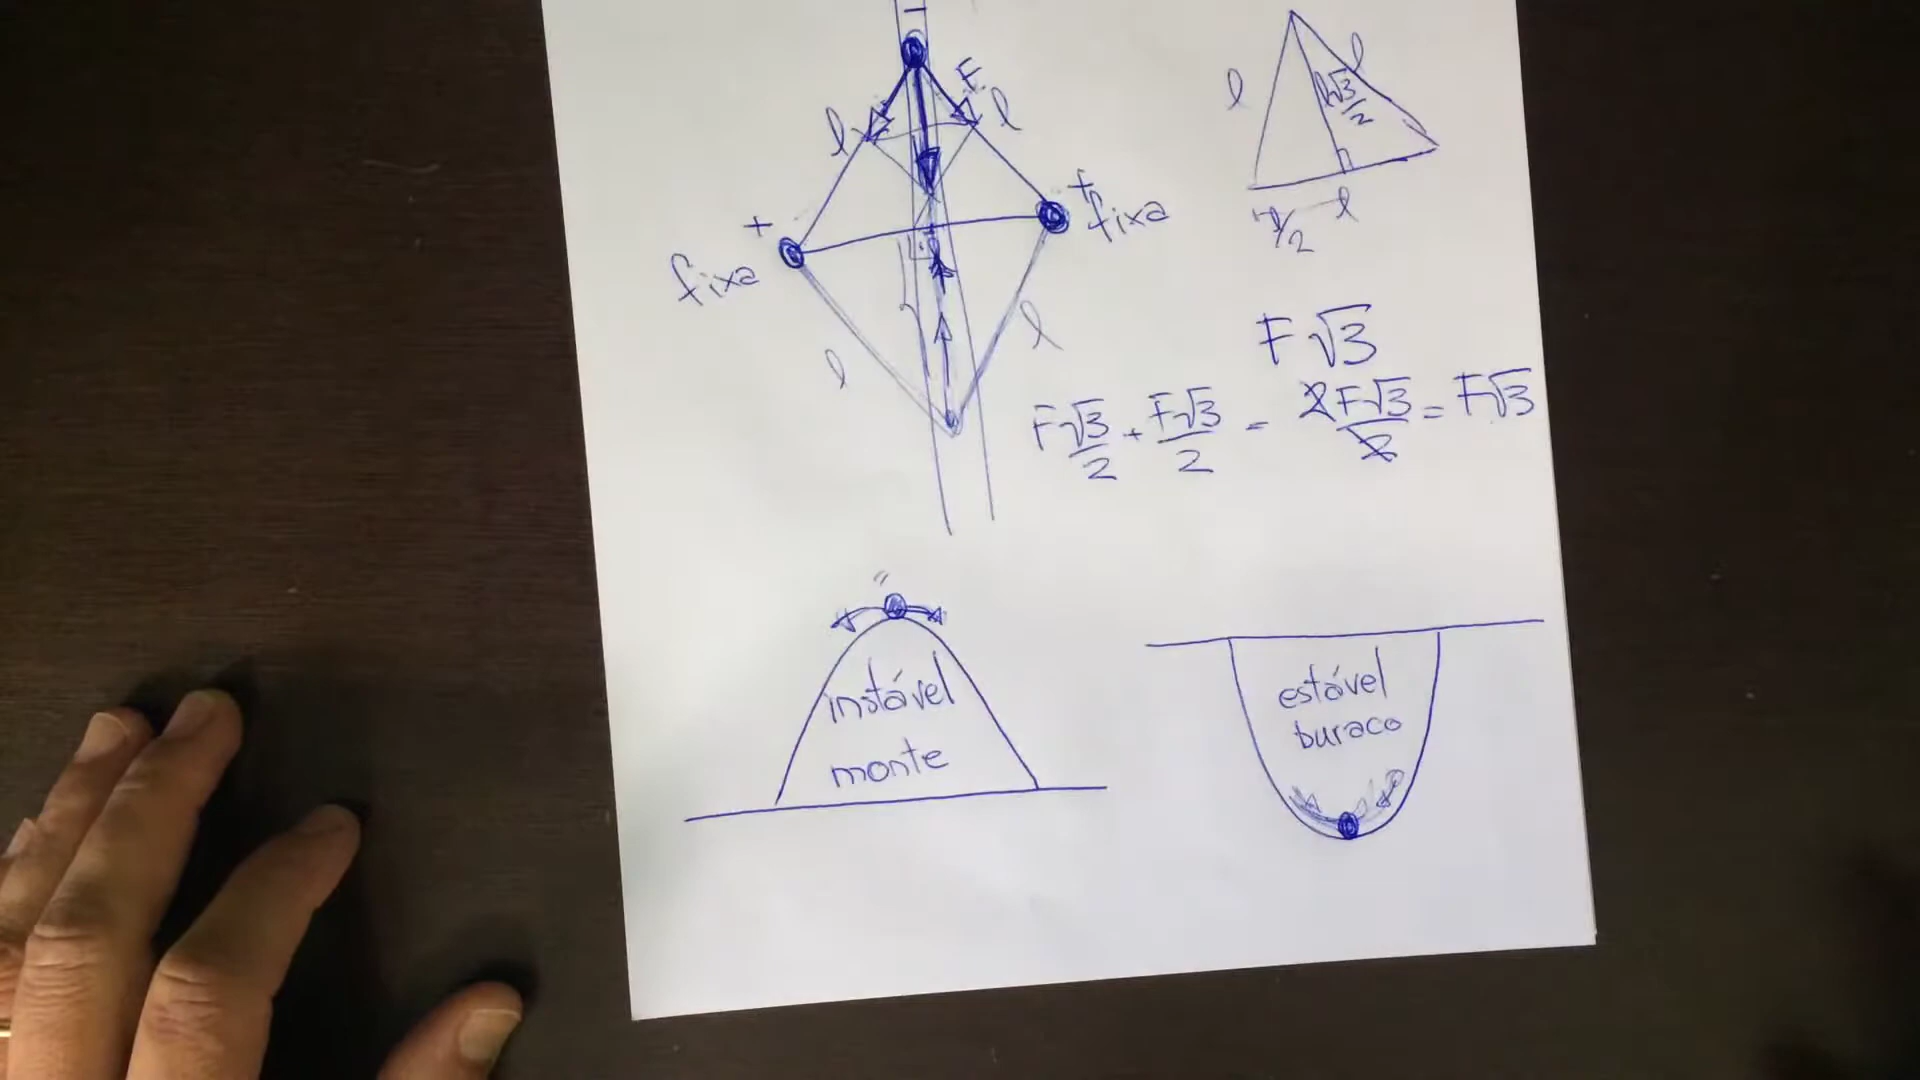 −
F
l
l
l√3/2
l
l
+
+
fixa
fixa
l/2
l
l
l
F√3
F√3/2 + F√3/2 = 2F√3/2 = F√3
instável
monte
estável
buraco